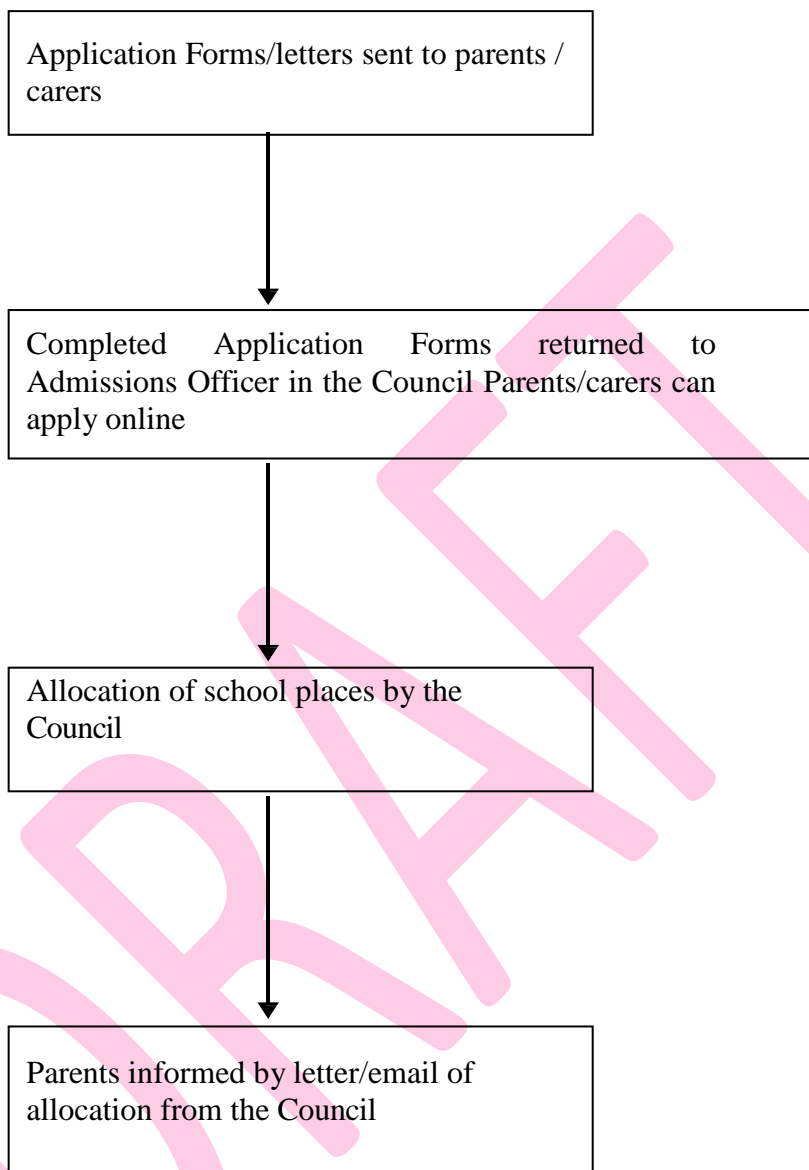 Application Forms/letters sent to parents /
carers
Completed Application Forms returned to
Admissions Officer in the Council Parents/carers can
apply online
Allocation of school places by the
Council
Parents informed by letter/email of
allocation from the Council
DRAFT